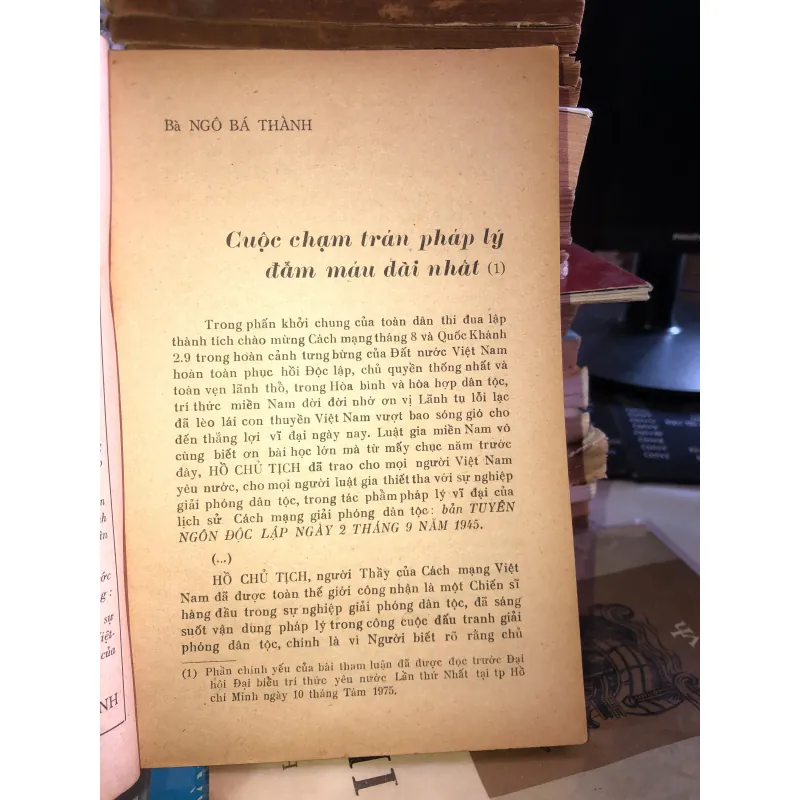 Bà NGÔ BÁ THÀNH
Cuộc chạm trán pháp lý
đẫm máu dài nhất (1)
Trong phấn khởi chung của toàn dân thi đua lập
thành tích chào mừng Cách mạng tháng 8 và Quốc Khánh
2.9 trong hoàn cảnh tưng bừng của Đất nước Việt Nam
hoàn toàn phục hồi Độc lập, chủ quyền thống nhất và
toàn vẹn lãnh thổ, trong Hòa bình và hòa hợp dân tộc,
trí thức miền Nam đời đời nhớ ơn vị Lãnh tụ lỗi lạc
đã lèo lái con thuyền Việt Nam vượt bao sóng gió cho
đến thắng lợi vĩ đại ngày nay. Luật gia miền Nam vô
cùng biết ơn bài học lớn mà từ mấy chục năm trước
đây, HỒ CHỦ TỊCH đã trao cho mọi người Việt Nam
yêu nước, cho mọi người luật gia thiết tha với sự nghiệp
giải phóng dân tộc, trong tác phẩm pháp lý vĩ đại của
lịch sử Cách mạng giải phóng dân tộc: bản TUYÊN
NGÔN ĐỘC LẬP NGÀY 2 THÁNG 9 NĂM 1945.
(...)
HỒ CHỦ TỊCH, người Thầy của Cách mạng Việt
Nam đã được toàn thế giới công nhận là một Chiến sĩ
hàng đầu trong sự nghiệp giải phóng dân tộc, đã sáng
suốt vận dụng pháp lý trong công cuộc đấu tranh giải
phóng dân tộc, chính là vì Người biết rõ rằng chủ
(1) Phần chính yếu của bài tham luận đã được đọc trước Đại
hội Đại biểu trí thức yêu nước Lần thứ Nhất tại tp Hồ
chí Minh ngày 10 tháng Tám 1975.